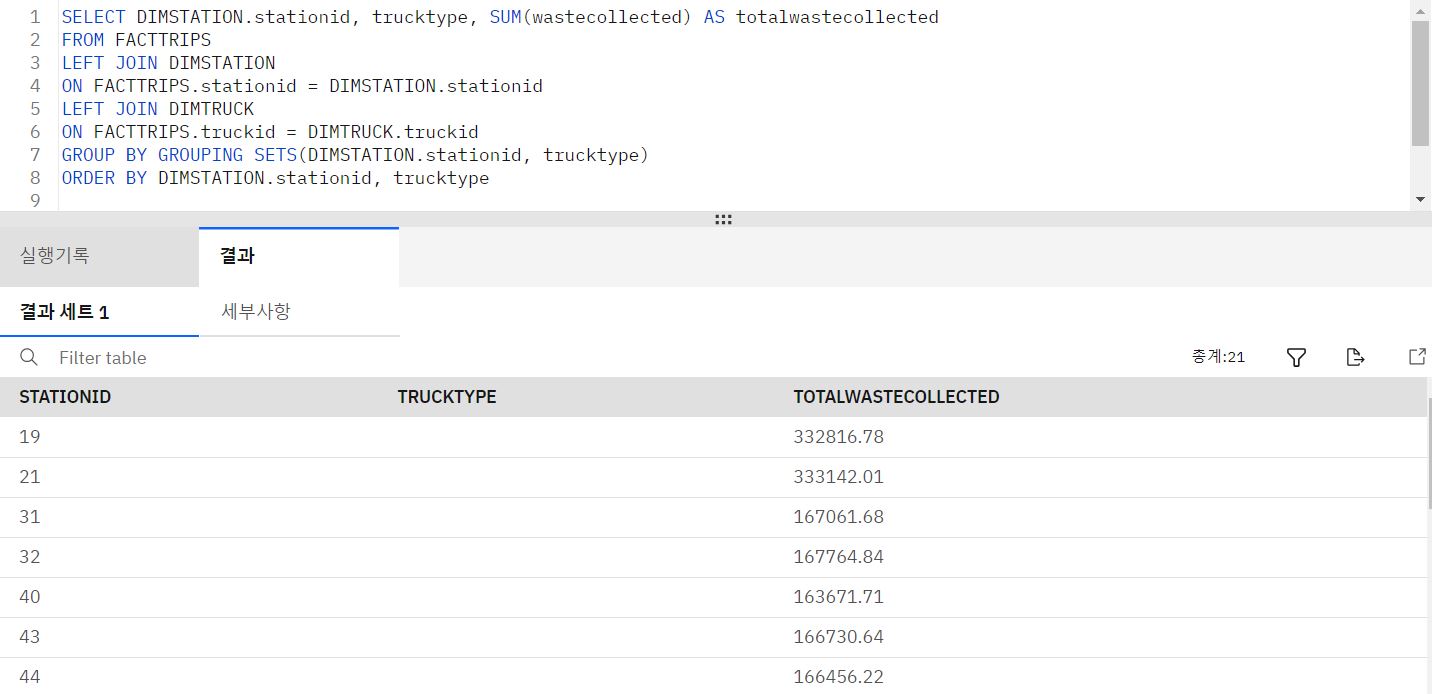 1 SELECT DIMSTATION.stationid, trucktype, SUM(wastecollected) AS totalwastecollected
2 FROM FACTTRIPS
3 LEFT JOIN DIMSTATION
4 ON FACTTRIPS.stationid = DIMSTATION.stationid
5 LEFT JOIN DIMTRUCK
6 ON FACTTRIPS.truckid = DIMTRUCK.truckid
7 GROUP BY GROUPING SETS(DIMSTATION.stationid, trucktype)
8 ORDER BY DIMSTATION.stationid, trucktype
9
실행기록 결과
결과 세트 1 세부사항
Filter table 총계:21
STATIONID TRUCKTYPE TOTALWASTECOLLECTED
19 332816.78
21 333142.01
31 167061.68
32 167764.84
40 163671.71
43 166730.64
44 166456.22